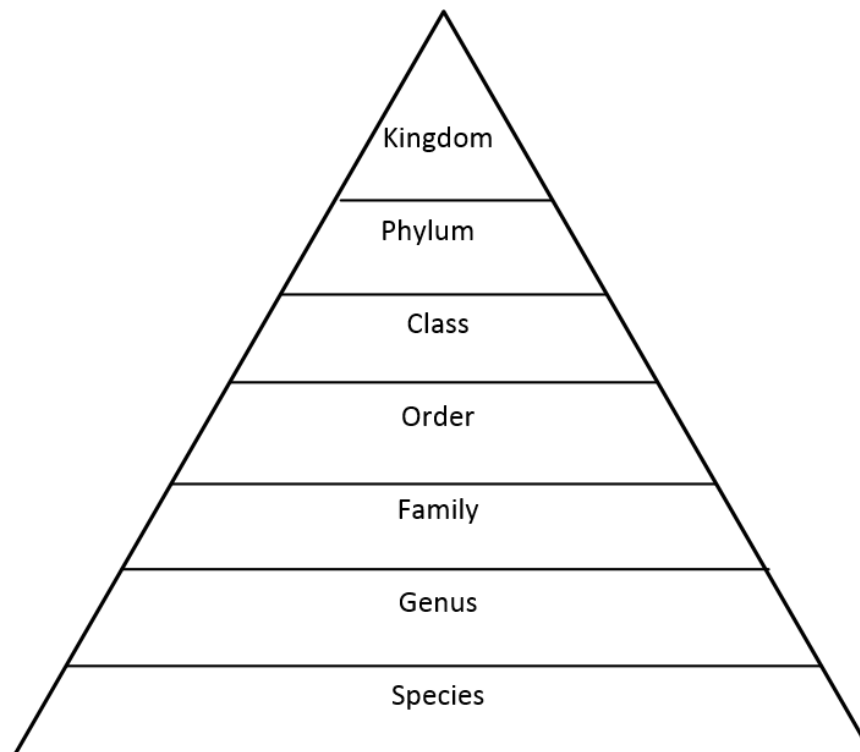 Kingdom
Phylum
Class
Order
Family
Genus
Species